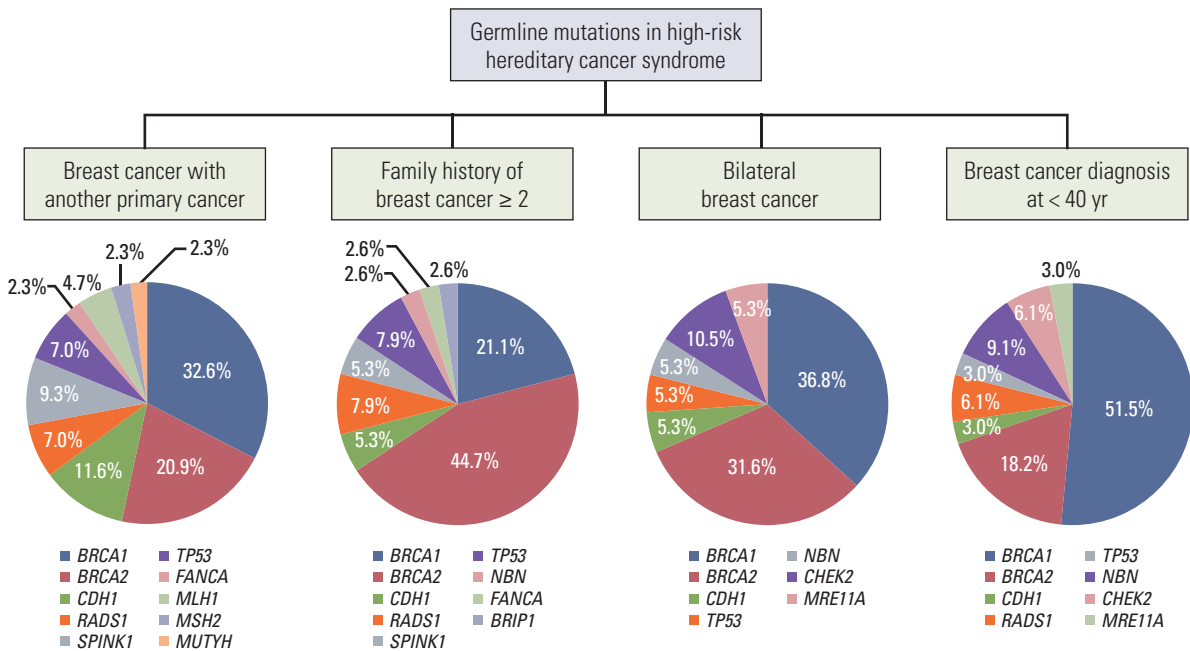 Germline mutations in high-risk
hereditary cancer syndrome
Breast cancer with
another primary cancer
Family history of
breast cancer ≥ 2
Bilateral
breast cancer
Breast cancer diagnosis
at < 40 yr
2.3%
4.7%
2.3%
2.3%
7.0%
9.3%
7.0%
11.6%
20.9%
32.6%
BRCA1
BRCA2
CDH1
RADS1
SPINK1
TP53
FANCA
MLH1
MSH2
MUTYH
2.6%
2.6%
2.6%
7.9%
5.3%
7.9%
5.3%
44.7%
21.1%
BRCA1
BRCA2
CDH1
RADS1
SPINK1
TP53
NBN
FANCA
BRIP1
5.3%
10.5%
5.3%
5.3%
5.3%
31.6%
36.8%
BRCA1
BRCA2
CDH1
TP53
NBN
CHEK2
MRE11A
3.0%
6.1%
9.1%
3.0%
6.1%
3.0%
18.2%
51.5%
BRCA1
BRCA2
CDH1
RADS1
TP53
NBN
CHEK2
MRE11A